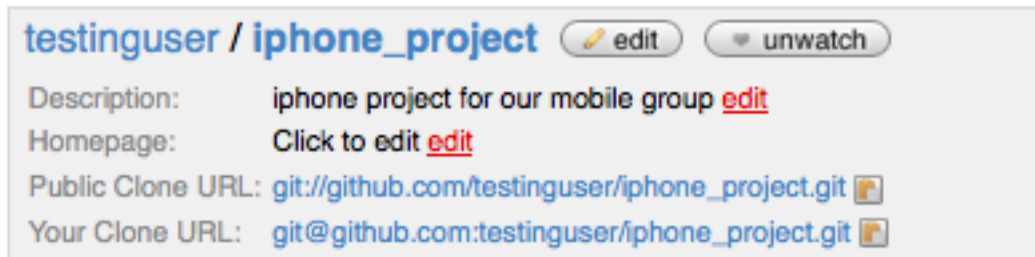 testinguser / iphone_project edit unwatch
Description: iphone project for our mobile group edit
Homepage: Click to edit edit
Public Clone URL: git://github.com/testinguser/iphone_project.git
Your Clone URL: git@github.com:testinguser/iphone_project.git